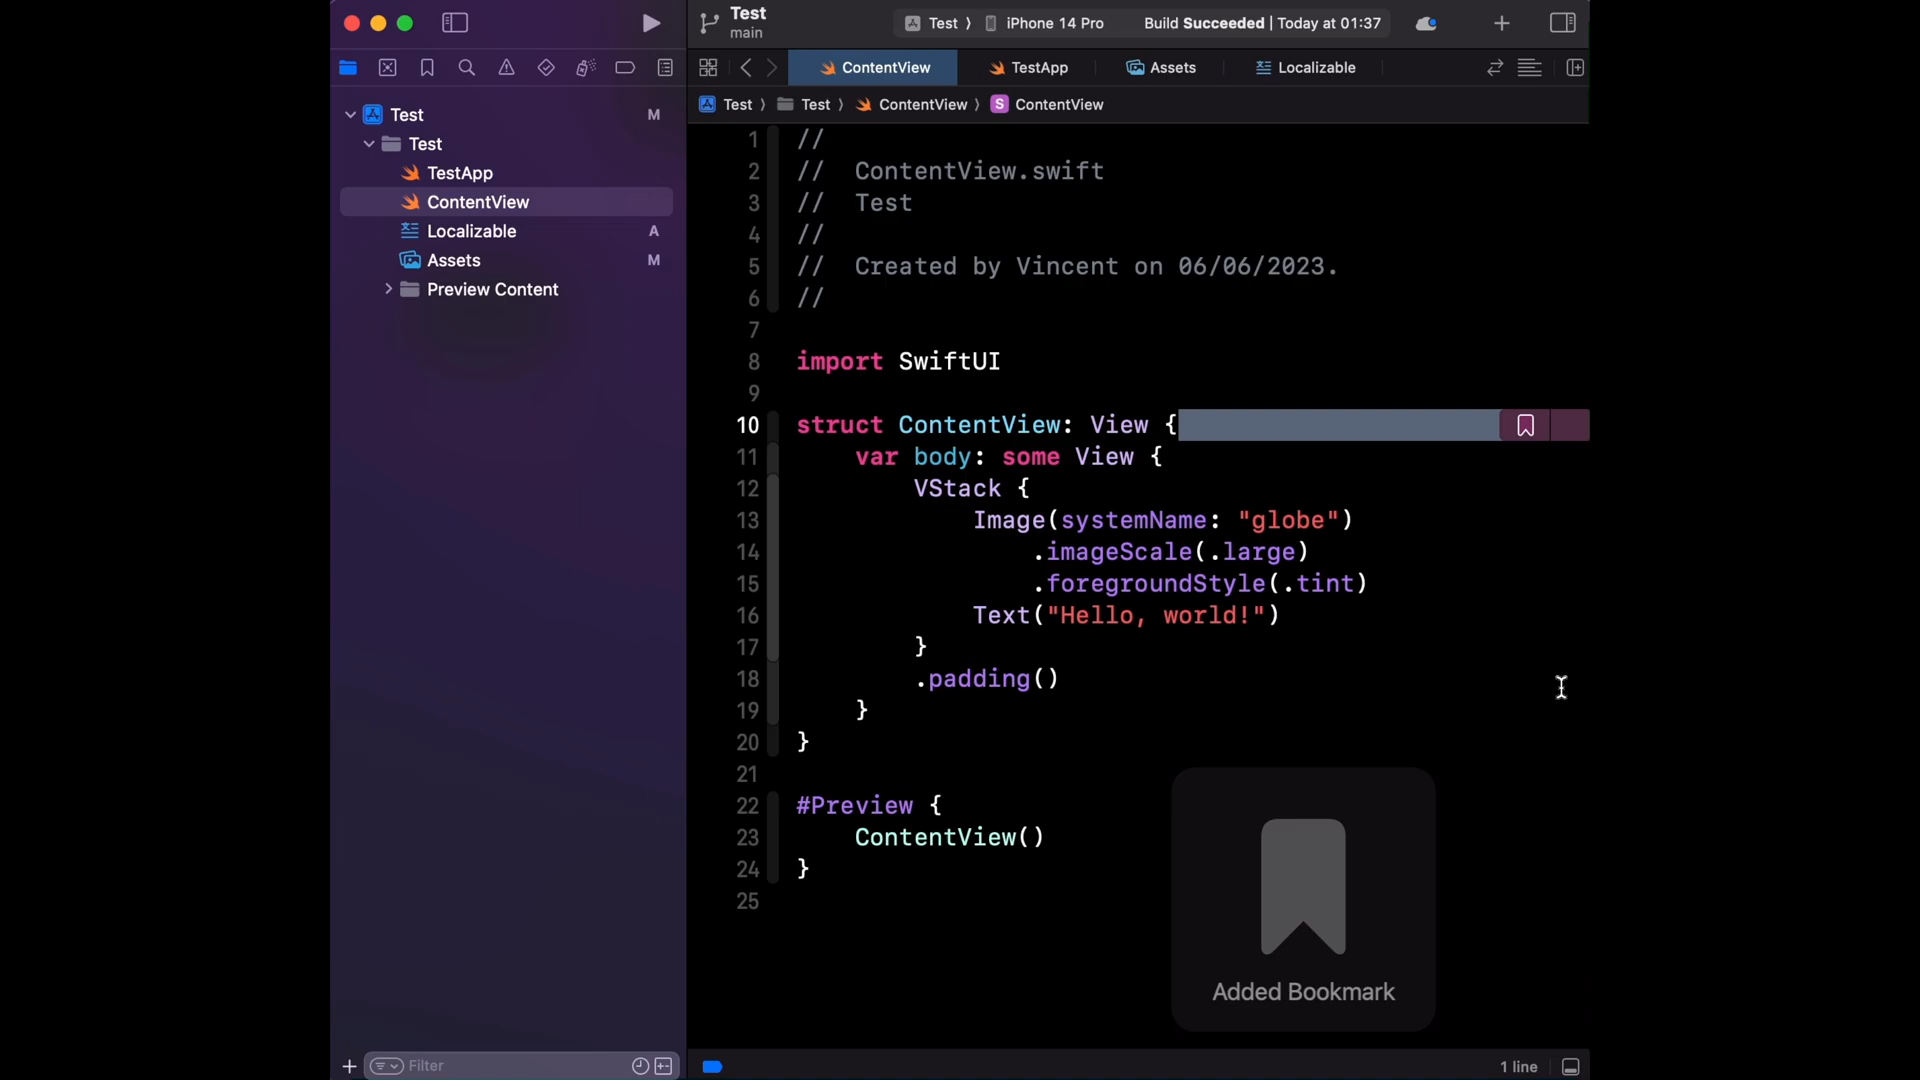 Test
main
Test ⟩ iPhone 14 Pro
Build Succeeded | Today at 01:37
ContentView
TestApp
Assets
Localizable
Test ⟩ Test ⟩ ContentView ⟩ S ContentView
Test M
Test
TestApp
ContentView
Localizable A
Assets M
Preview Content
1 //
2 //  ContentView.swift
3 //  Test
4 //
5 //  Created by Vincent on 06/06/2023.
6 //
7
8 import SwiftUI
9
10 struct ContentView: View {
11     var body: some View {
12         VStack {
13             Image(systemName: "globe")
14                 .imageScale(.large)
15                 .foregroundStyle(.tint)
16             Text("Hello, world!")
17         }
18         .padding()
19     }
20 }
21
22 #Preview {
23     ContentView()
24 }
25
Added Bookmark
Filter
1 line